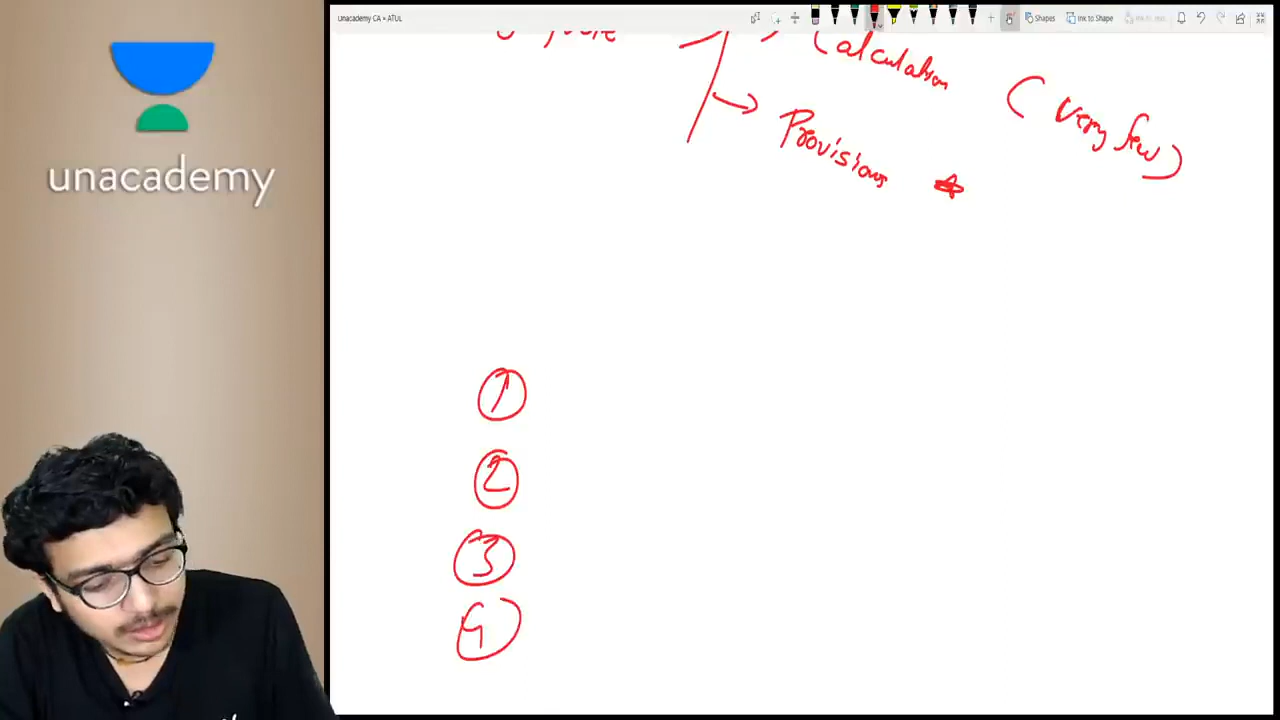 Unacademy CA × ATUL
Shapes
Ink to Shape
unacademy
Calculation (very few)
Provisions
1
2
3
4